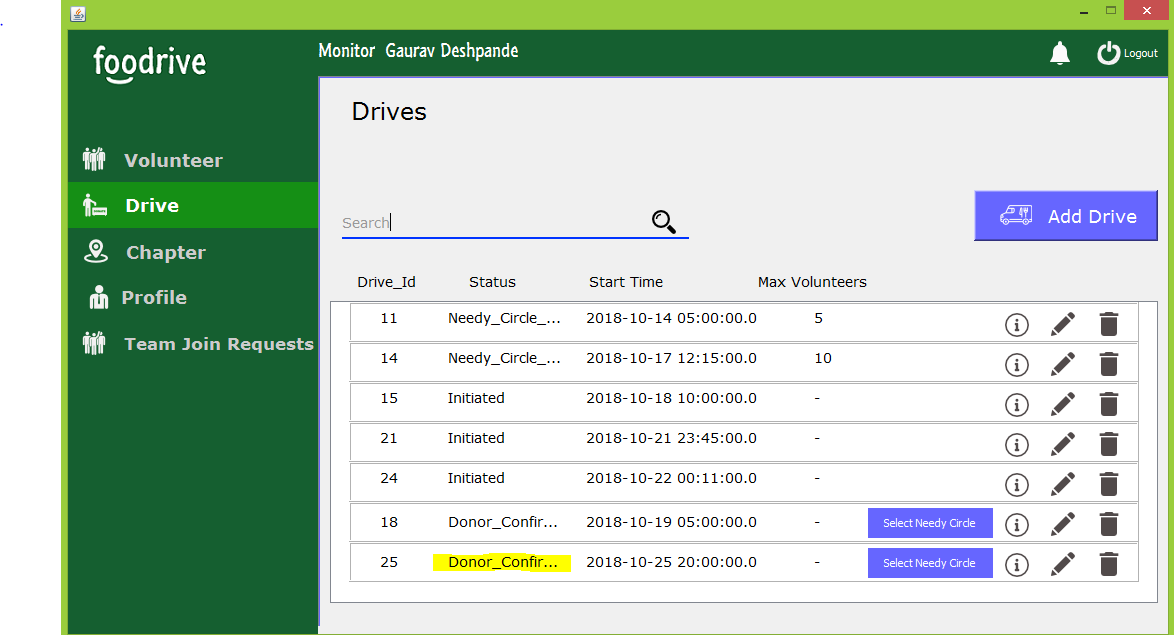 foodrive
Monitor Gaurav Deshpande
Logout
Drives
Volunteer
Drive
Chapter
Profile
Team Join Requests
Search
Add Drive
Drive_Id Status Start Time Max Volunteers
11 Needy_Circle_... 2018-10-14 05:00:00.0 5
14 Needy_Circle_... 2018-10-17 12:15:00.0 10
15 Initiated 2018-10-18 10:00:00.0 -
21 Initiated 2018-10-21 23:45:00.0 -
24 Initiated 2018-10-22 00:11:00.0 -
18 Donor_Confir... 2018-10-19 05:00:00.0 - Select Needy Circle
25 Donor_Confir... 2018-10-25 20:00:00.0 - Select Needy Circle